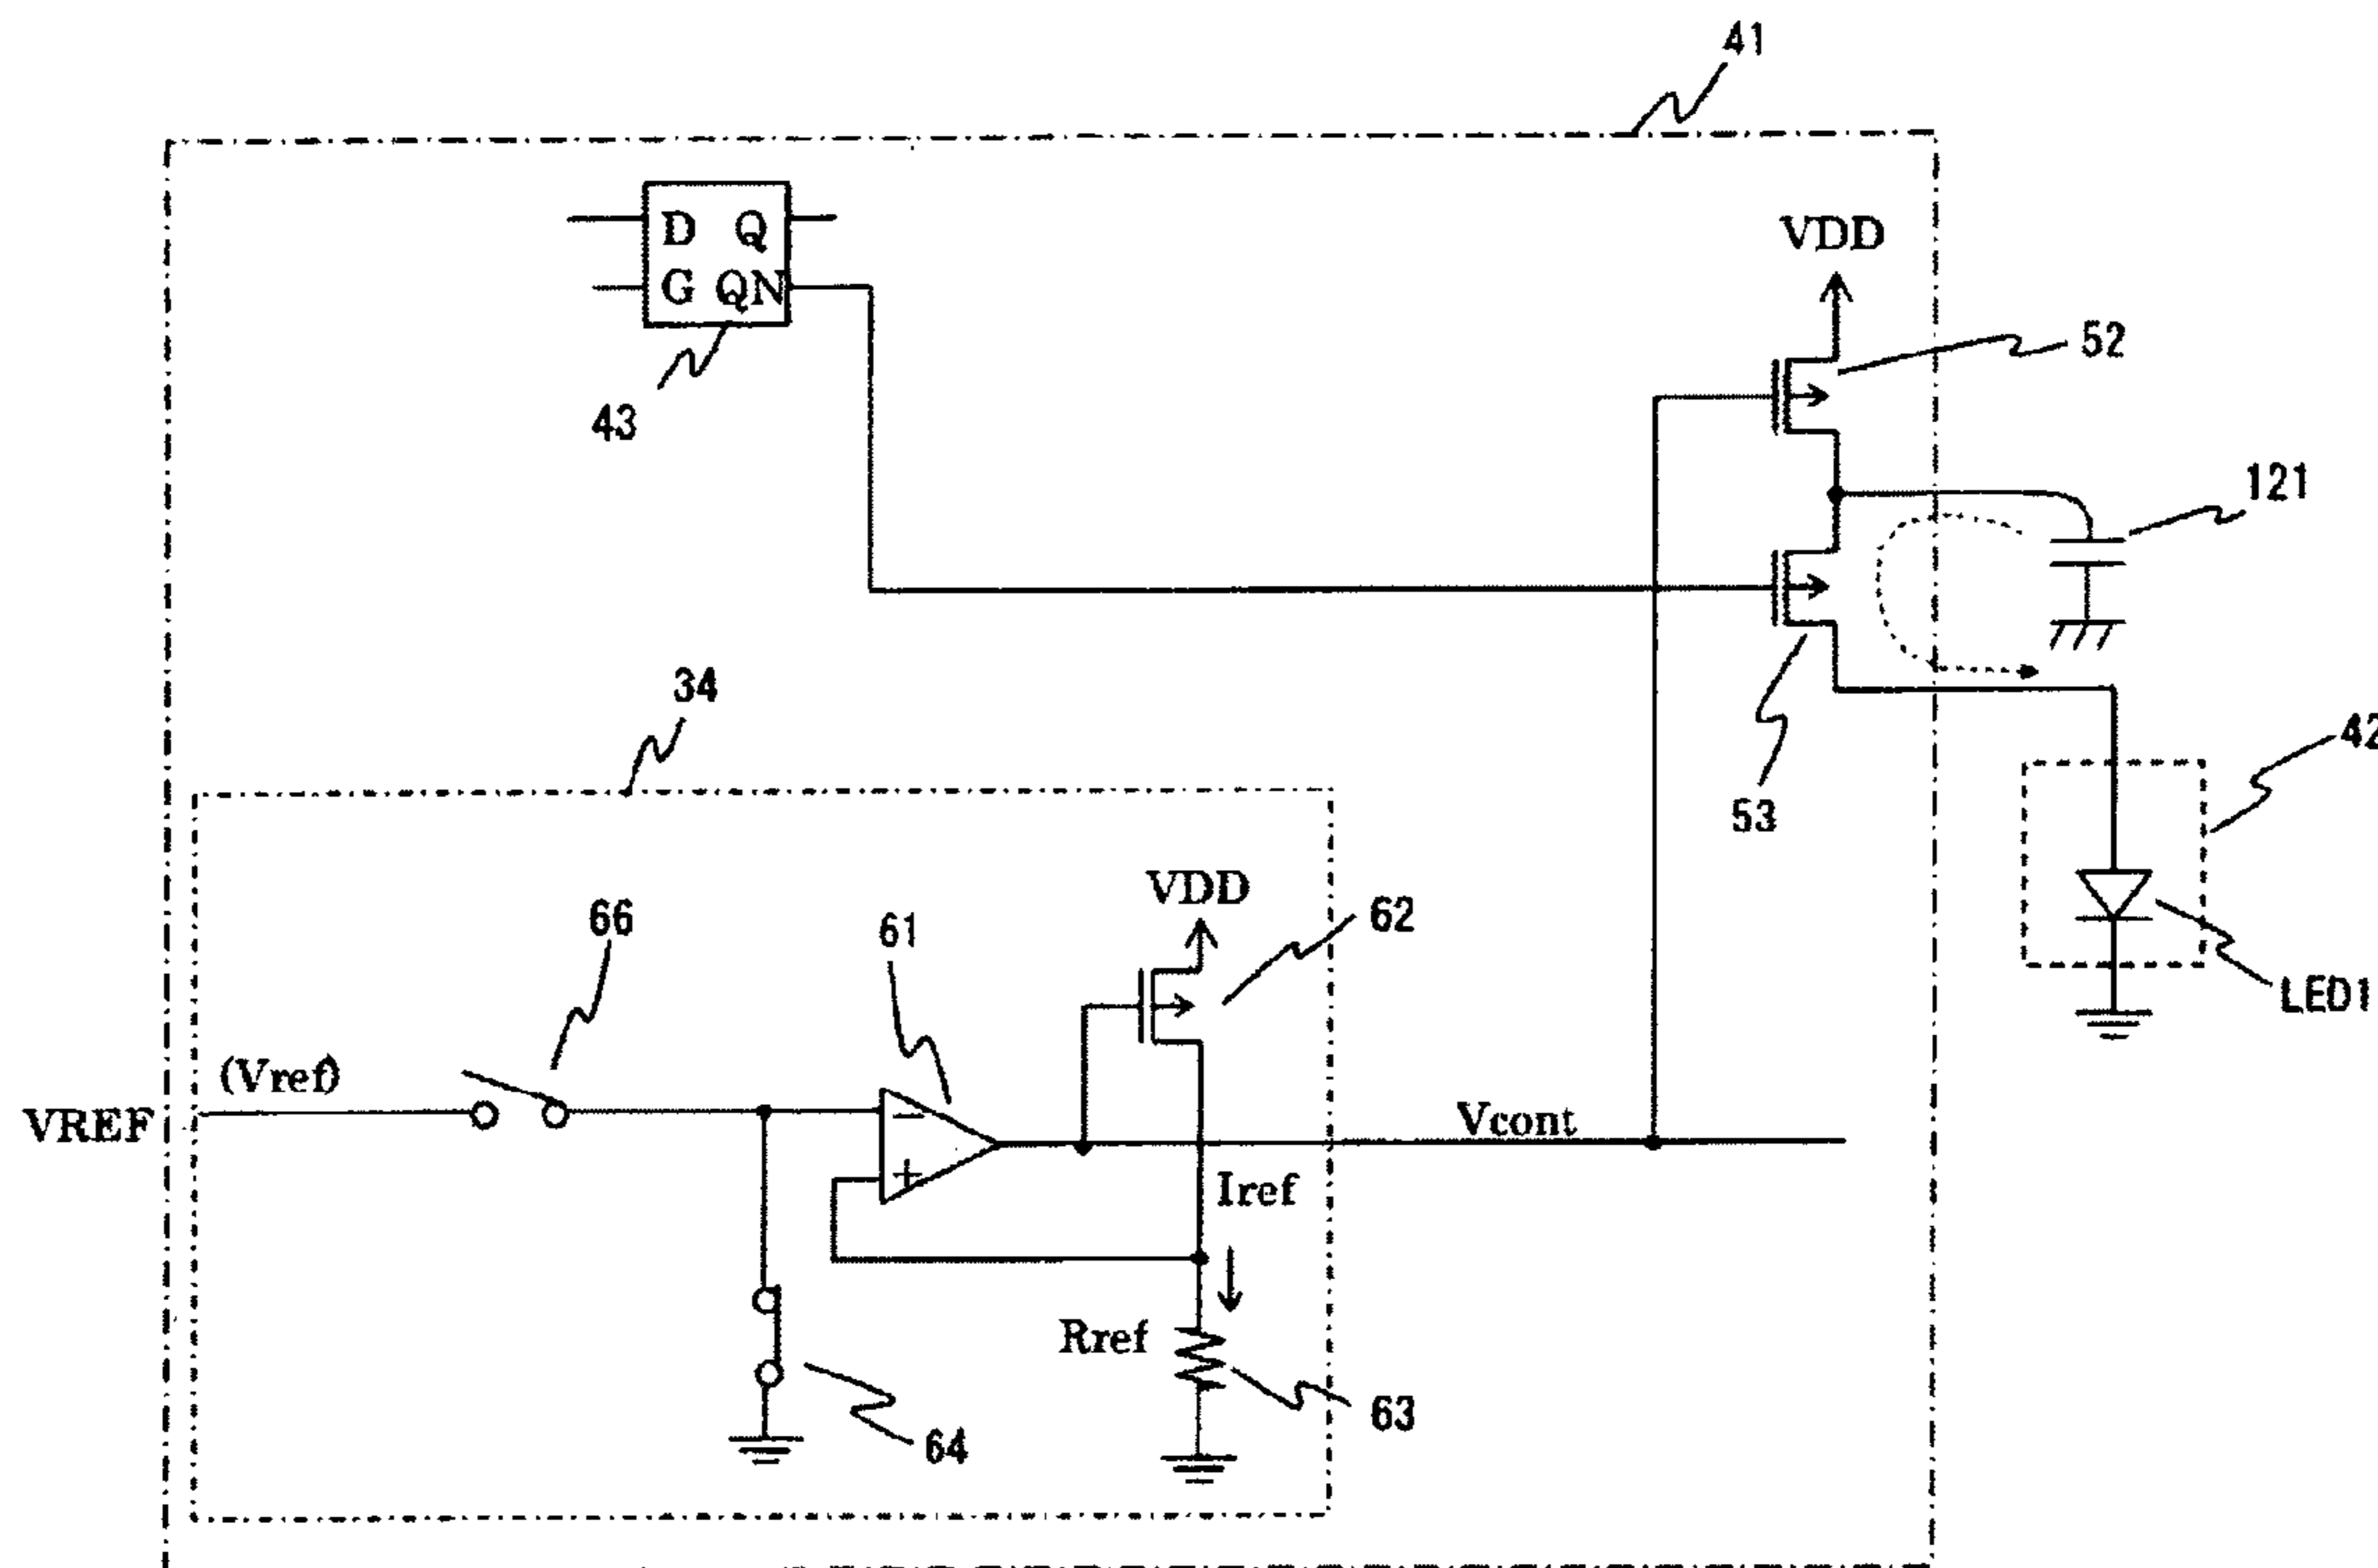 41
D Q
G QN
43
VDD
52
121
53
34
42
LED1
VDD
62
66
61
(Vref)
VREF
Vcont
Iref
Rref
63
64